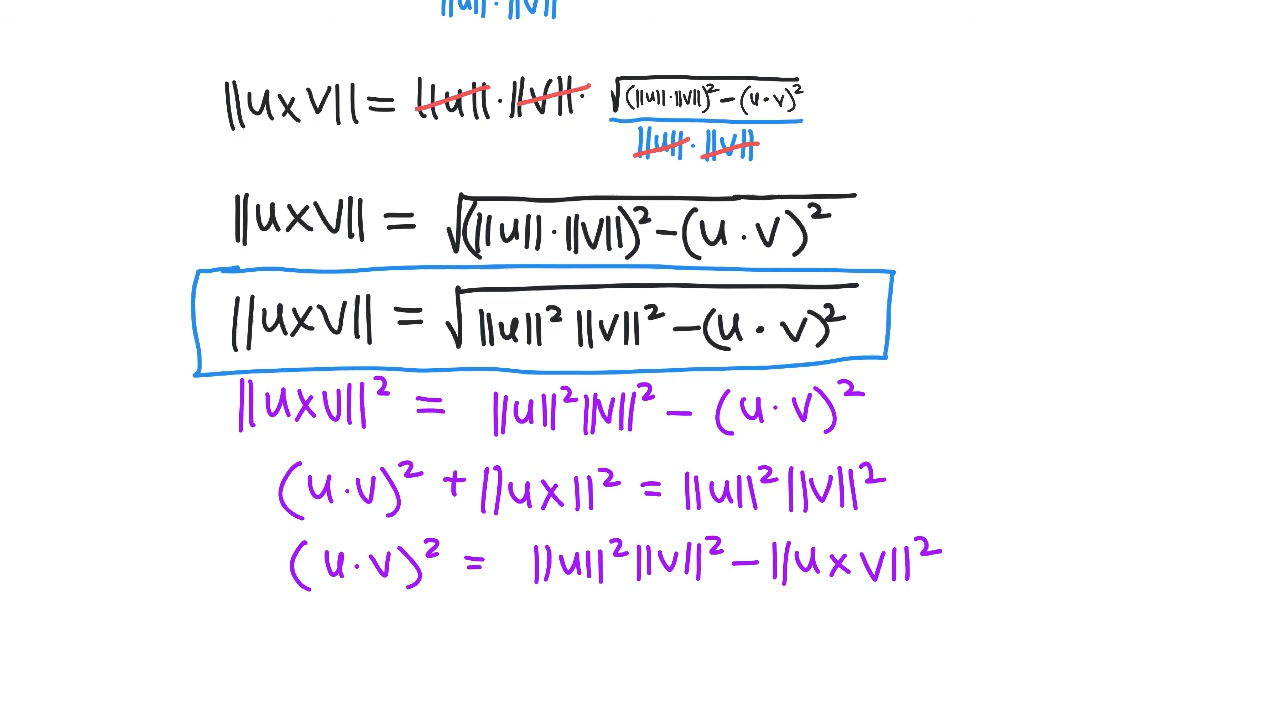 ||u||·||v||
||u×v|| = ||u||·||v||· √((||u||·||v||)² − (u·v)²)
||u||·||v||
||u×v|| = √((||u||·||v||)² − (u·v)²)
||u×v|| = √(||u||² ||v||² − (u·v)²)
||u×v||² = ||u||²||v||² − (u·v)²
(u·v)² + ||u×||² = ||u||²||v||²
(u·v)² = ||u||²||v||² − ||u×v||²